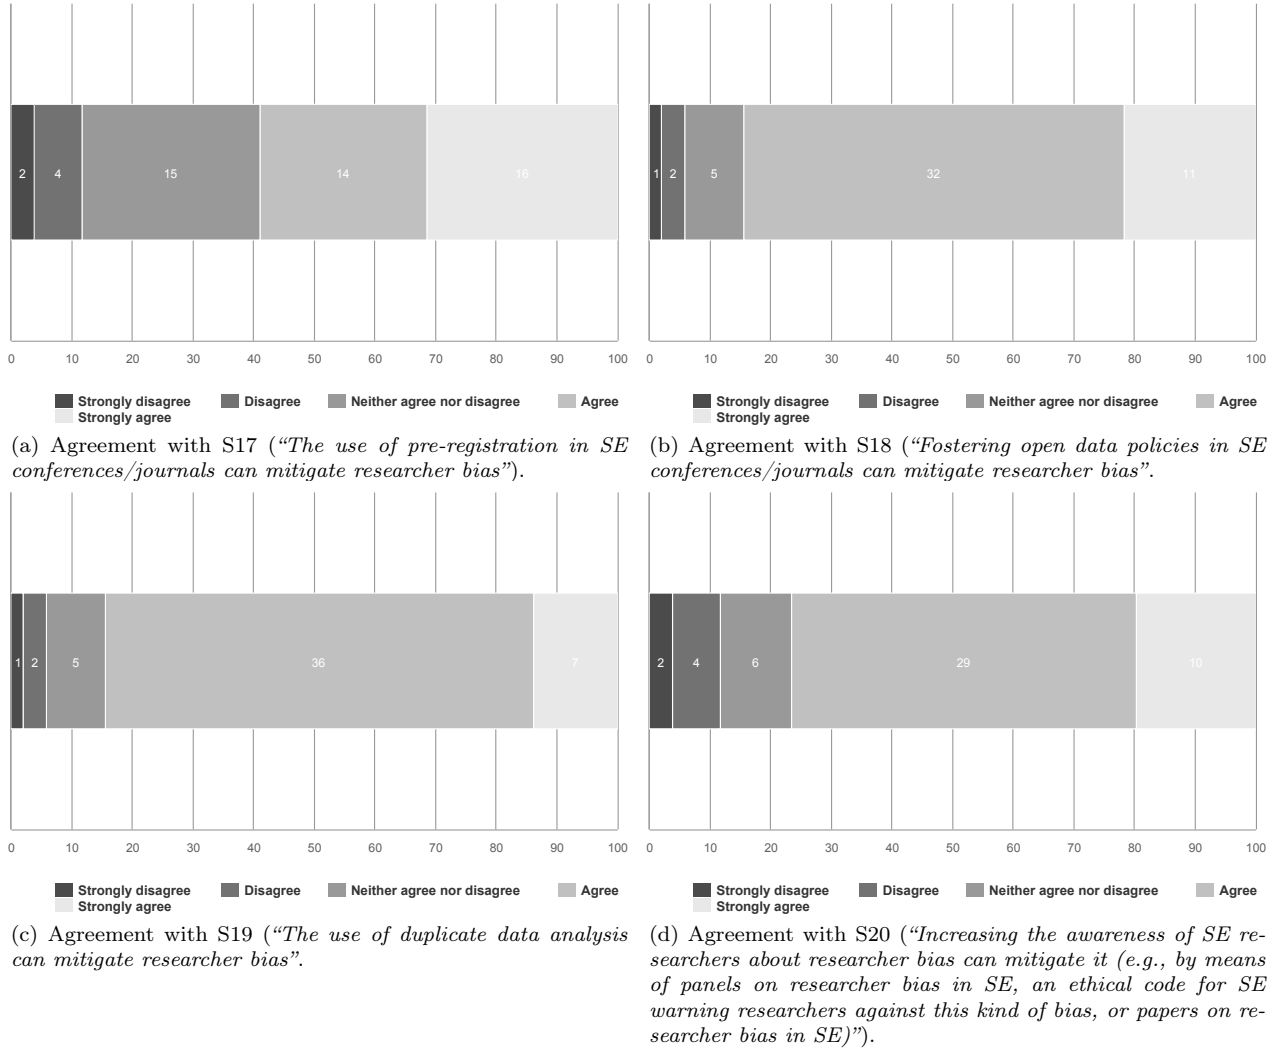 2 4 15 14 16
0 10 20 30 40 50 60 70 80 90 100
Strongly disagree Disagree Neither agree nor disagree Agree
Strongly agree
(a) Agreement with S17 (“The use of pre-registration in SE
conferences/journals can mitigate researcher bias”).
1 2 5 32 11
0 10 20 30 40 50 60 70 80 90 100
Strongly disagree Disagree Neither agree nor disagree Agree
Strongly agree
(b) Agreement with S18 (“Fostering open data policies in SE
conferences/journals can mitigate researcher bias”.
1 2 5 36 7
0 10 20 30 40 50 60 70 80 90 100
Strongly disagree Disagree Neither agree nor disagree Agree
Strongly agree
(c) Agreement with S19 (“The use of duplicate data analysis
can mitigate researcher bias”.
2 4 6 29 10
0 10 20 30 40 50 60 70 80 90 100
Strongly disagree Disagree Neither agree nor disagree Agree
Strongly agree
(d) Agreement with S20 (“Increasing the awareness of SE re-
searchers about researcher bias can mitigate it (e.g., by means
of panels on researcher bias in SE, an ethical code for SE
warning researchers against this kind of bias, or papers on re-
searcher bias in SE)”).